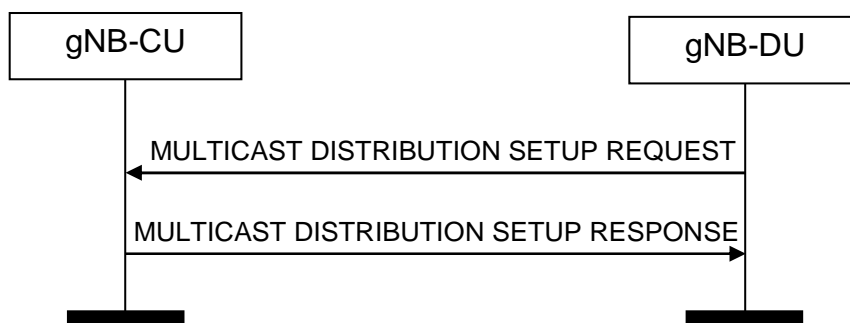 gNB-CU
gNB-DU
MULTICAST DISTRIBUTION SETUP REQUEST
MULTICAST DISTRIBUTION SETUP RESPONSE